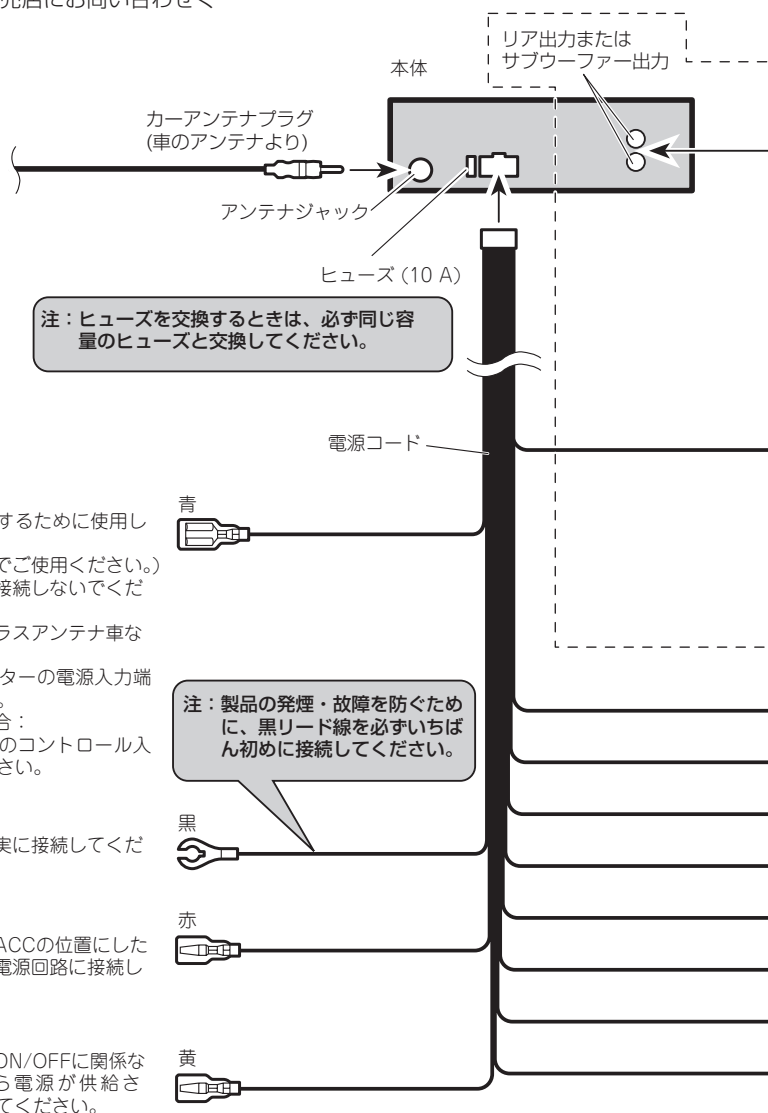 売店にお問い合わせく
リア出力または
サブウーファー出力
本体
カーアンテナプラグ
(車のアンテナより)
アンテナジャック
ヒューズ (10 A)
注：ヒューズを交換するときは、必ず同じ容
量のヒューズと交換してください。
電源コード
青
するために使用し
でご使用ください。）
接続しないでくだ
ラスアンテナ車な
ターの電源入力端
。
合：
のコントロール入
さい。
注：製品の発煙・故障を防ぐため
に、黒リード線を必ずいちば
ん初めに接続してください。
黒
実に接続してくだ
赤
ACCの位置にした
電源回路に接続し
黄
ON/OFFに関係な
ら電源が供給さ
てください。